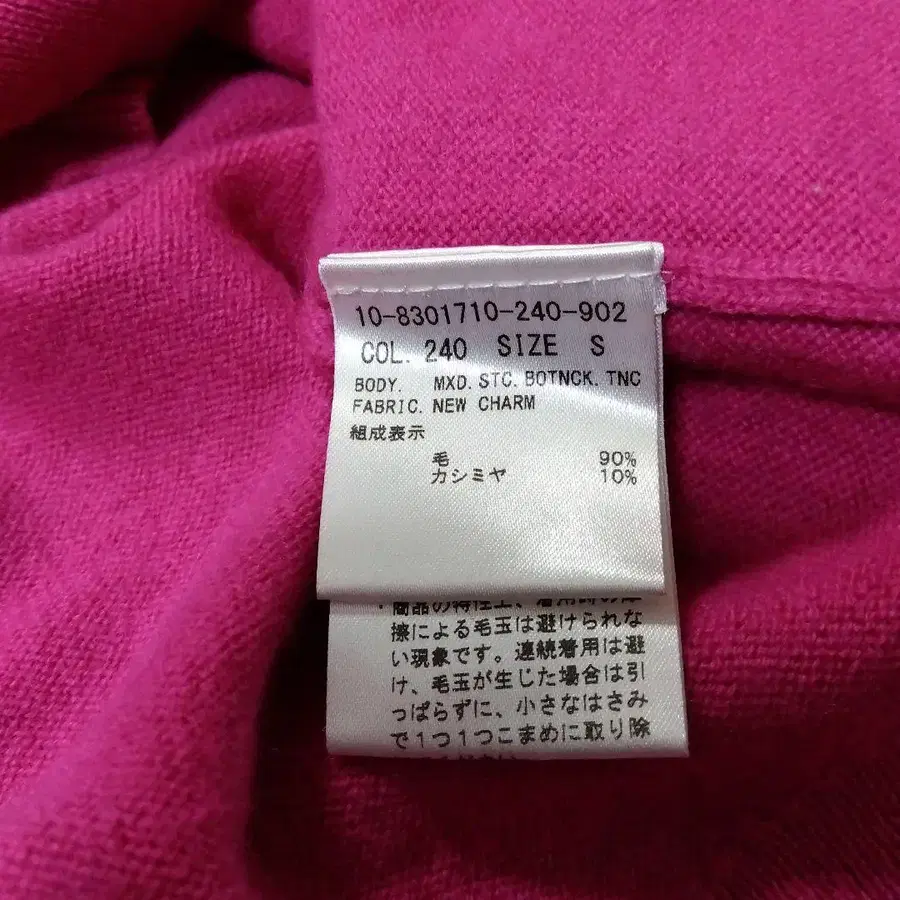 10-8301710-240-902
COL. 240 SIZE S
BODY. MXD. STC. BOTNCK. TNC
FABRIC. NEW CHARM
組成表示
毛 90%
カシミヤ 10%
・商品の特性上、着用時の摩
擦による毛玉は避けられな
い現象です。連続着用は避
け、毛玉が生じた場合は引
っぱらずに、小さなはさみ
で1つ1つこまめに取り除